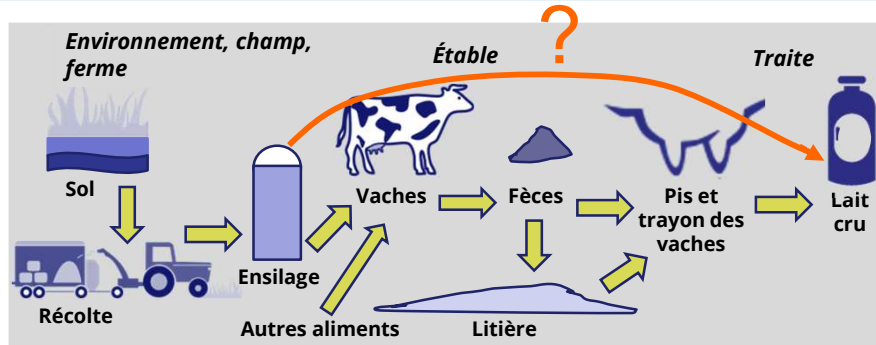 Environnement, champ,
ferme
Étable
?
Traite
Sol
Vaches
Fèces
Pis et
trayon des
vaches
Lait
cru
Ensilage
Récolte
Autres aliments
Litière